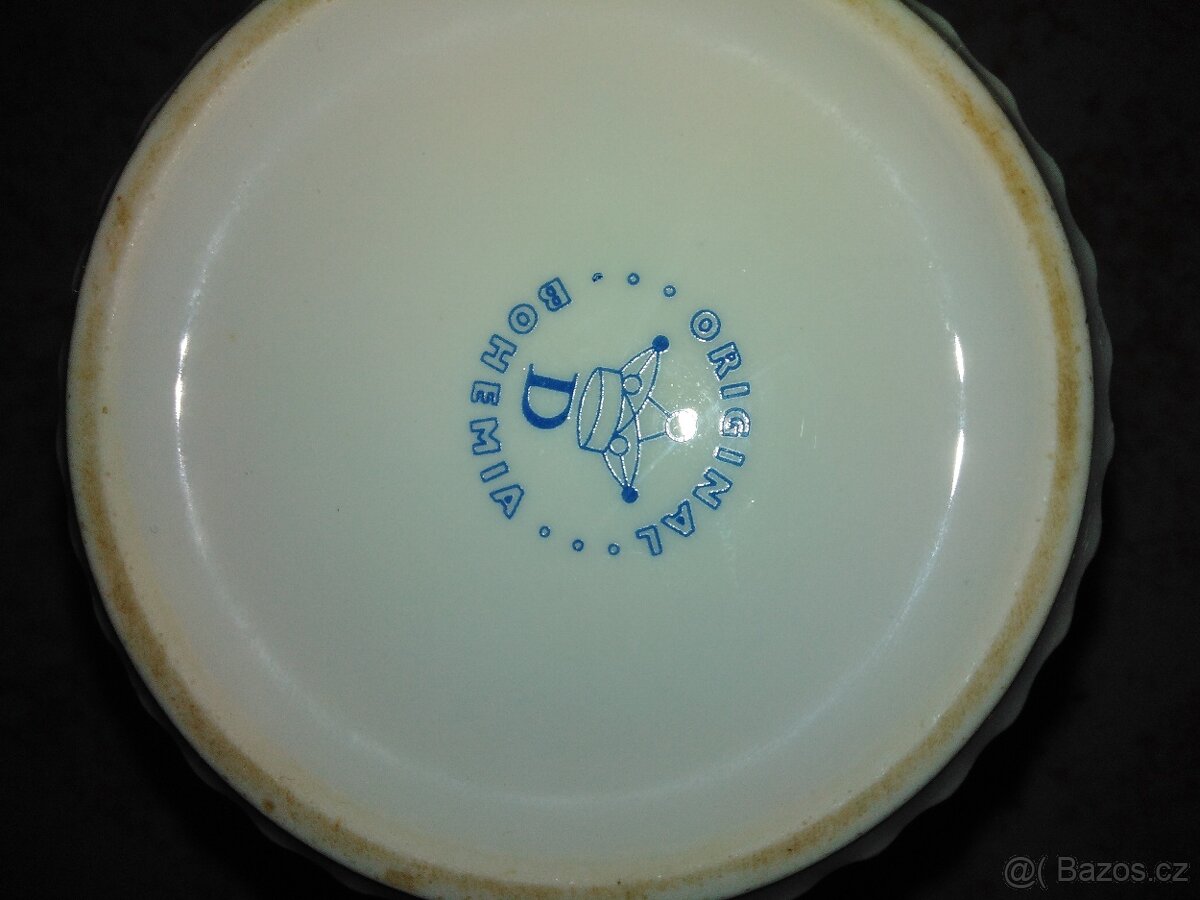 ORIGINAL
D
BOHEMIA
@( Bazos.cz